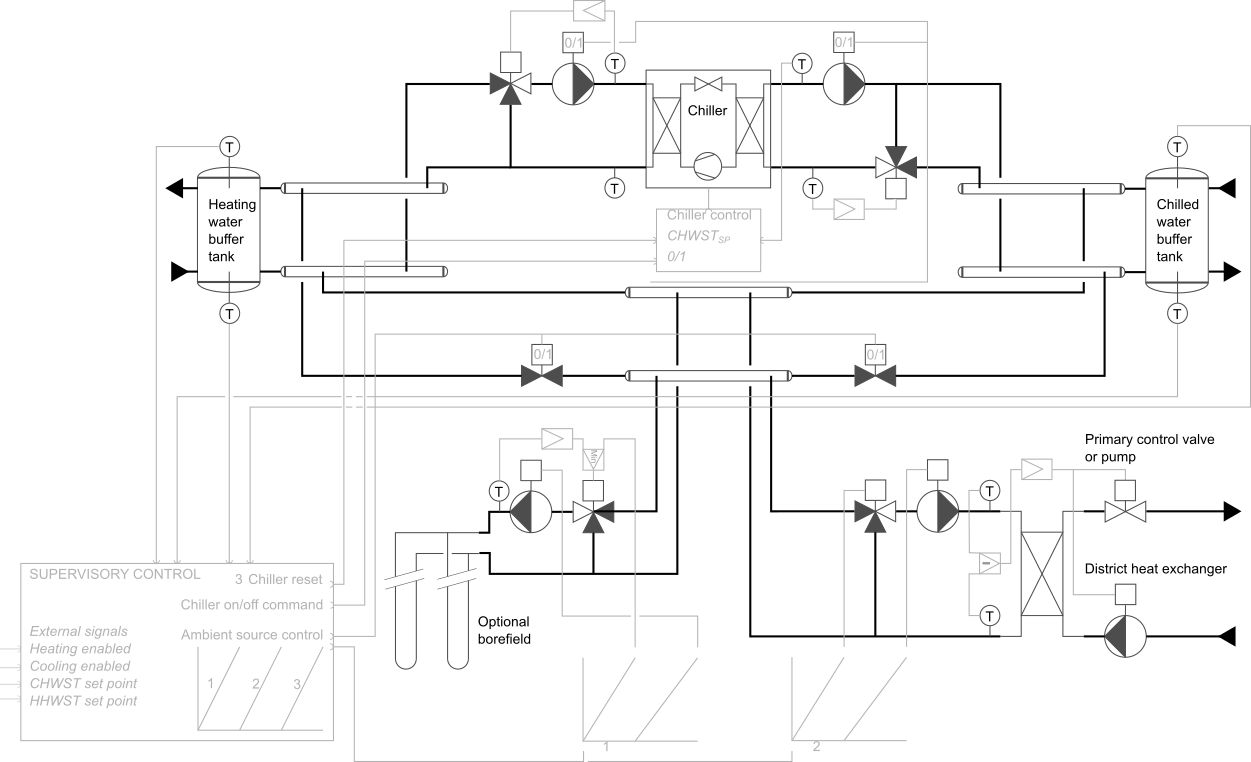 0/1
0/1
T
T
Chiller
T
T
Heating
water
buffer
tank
T
T
Chilled
water
buffer
tank
Chiller control
CHWST SP
0/1
T
T
0/1
0/1
Min
T
T
Primary control valve
or pump
-
District heat exchanger
T
Optional
borefield
SUPERVISORY CONTROL
3 Chiller reset
Chiller on/off command
Ambient source control
External signals
Heating enabled
Cooling enabled
CHWST set point
HHWST set point
1
2
3
1
2